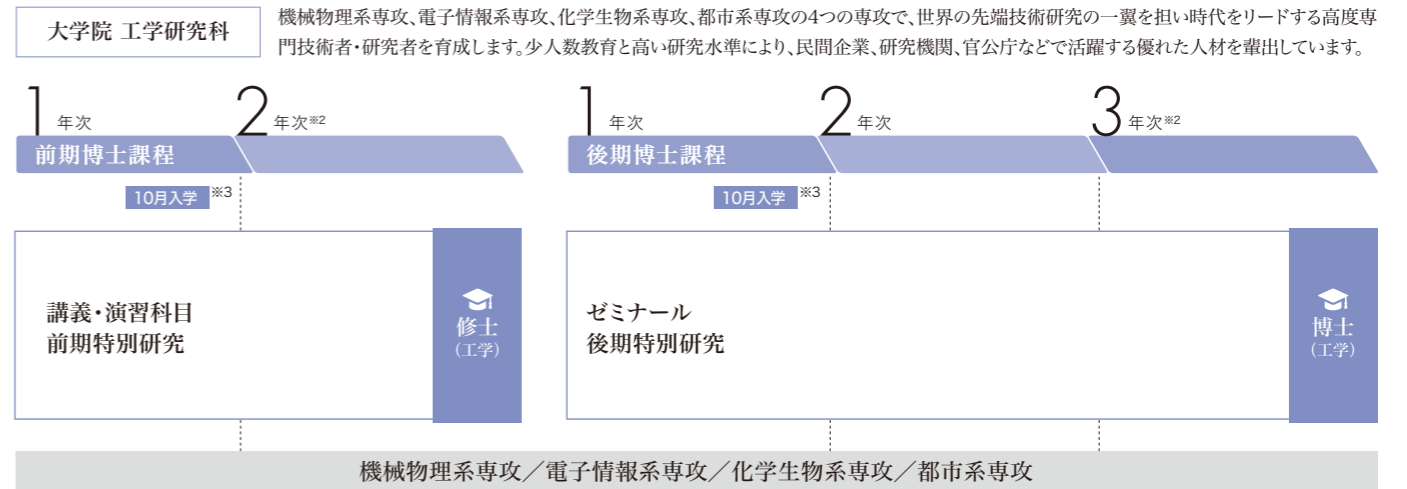 大学院 工学研究科
機械物理系専攻、電子情報系専攻、化学生物系専攻、都市系専攻の4つの専攻で、世界の先端技術研究の一翼を担い時代をリードする高度専
門技術者・研究者を育成します。少人数教育と高い研究水準により、民間企業、研究機関、官公庁などで活躍する優れた人材を輩出しています。
1年次
2年次※2
前期博士課程
10月入学 ※3
講義・演習科目
前期特別研究
修士
(工学)
1年次
2年次
3年次※2
後期博士課程
10月入学 ※3
ゼミナール
後期特別研究
博士
(工学)
機械物理系専攻／電子情報系専攻／化学生物系専攻／都市系専攻